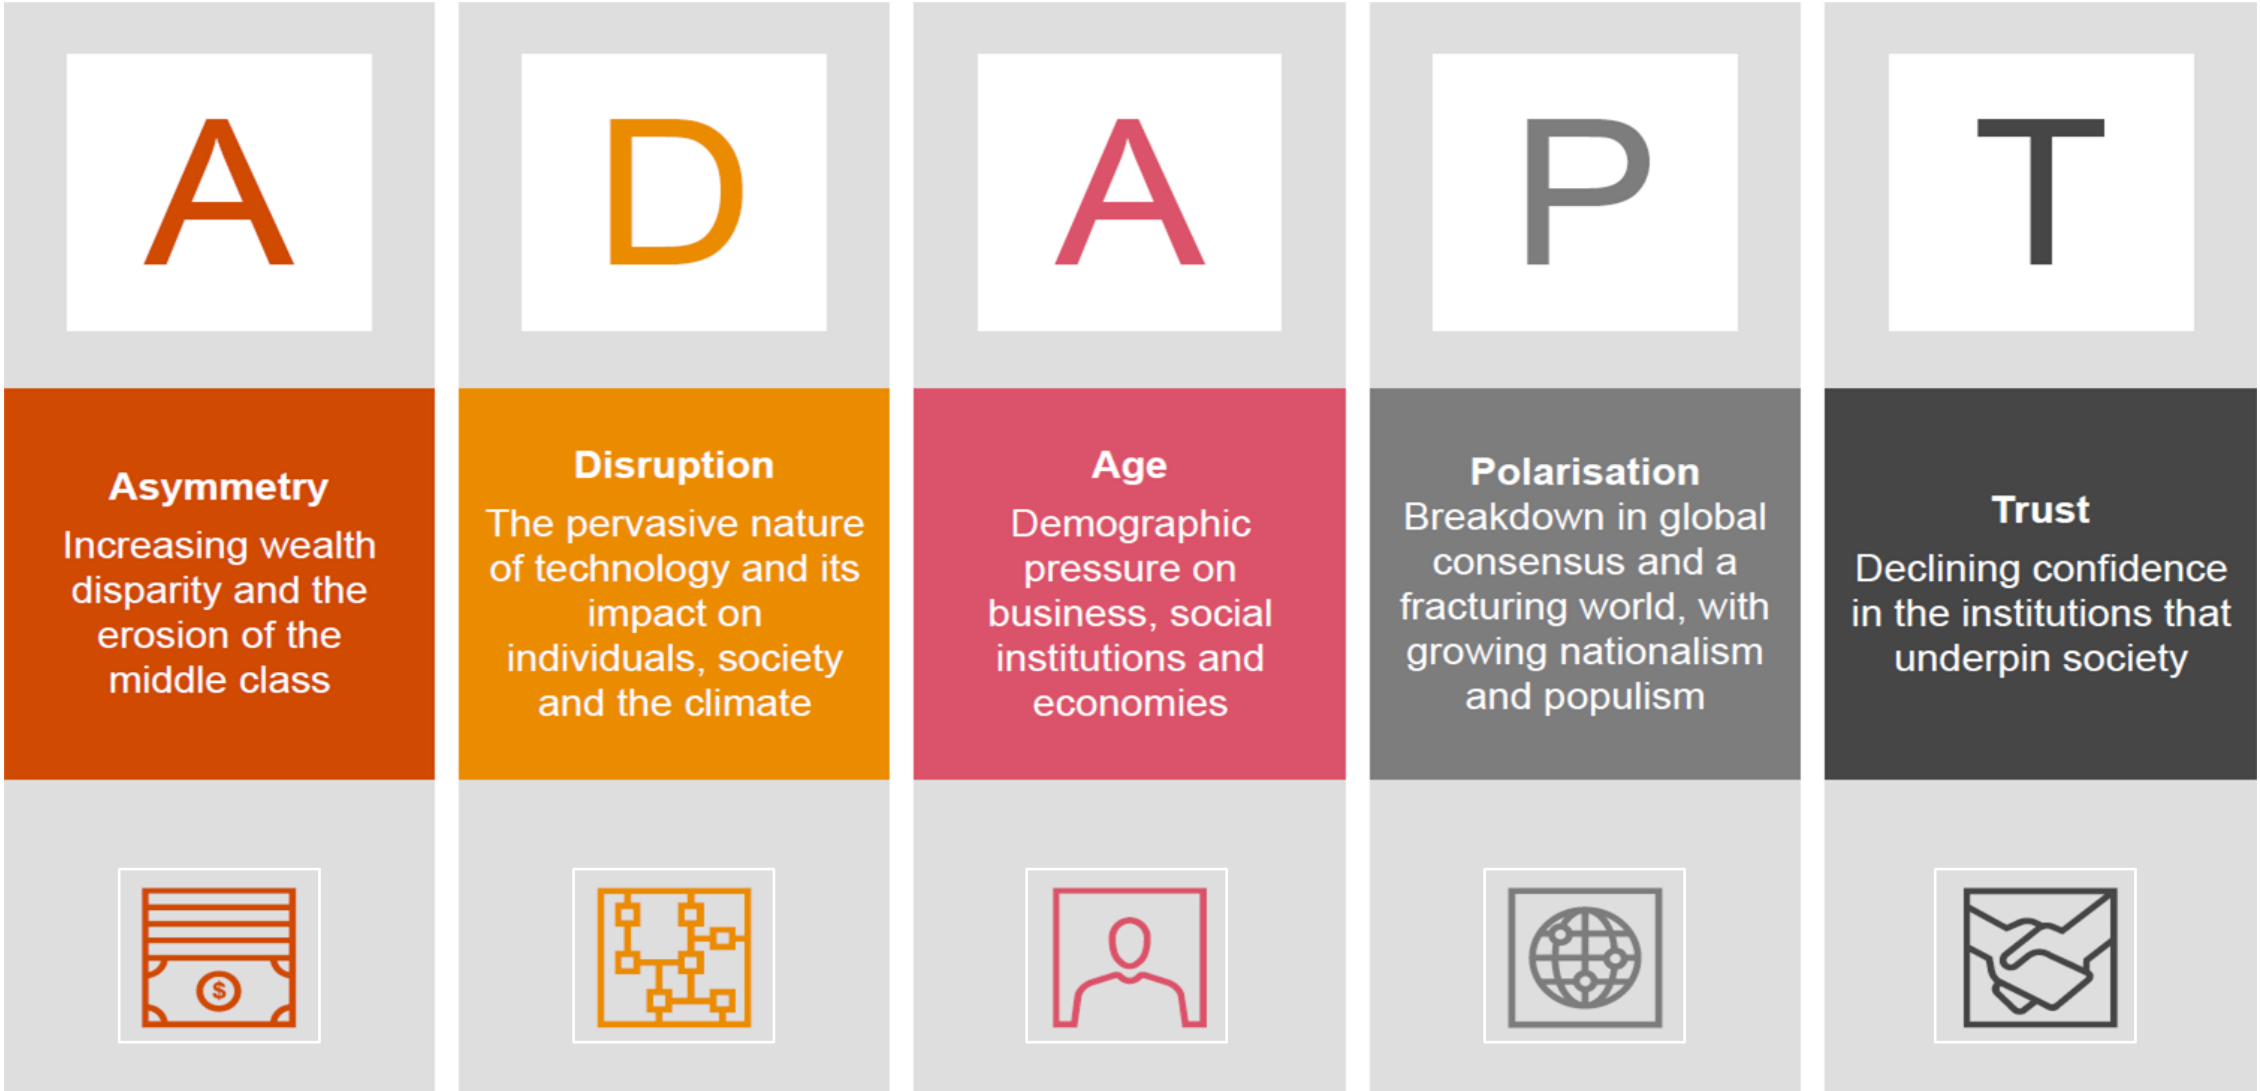 A
D
A
P
T
Asymmetry
Increasing wealth
disparity and the
erosion of the
middle class
Disruption
The pervasive nature
of technology and its
impact on
individuals, society
and the climate
Age
Demographic
pressure on
business, social
institutions and
economies
Polarisation
Breakdown in global
consensus and a
fracturing world, with
growing nationalism
and populism
Trust
Declining confidence
in the institutions that
underpin society
$